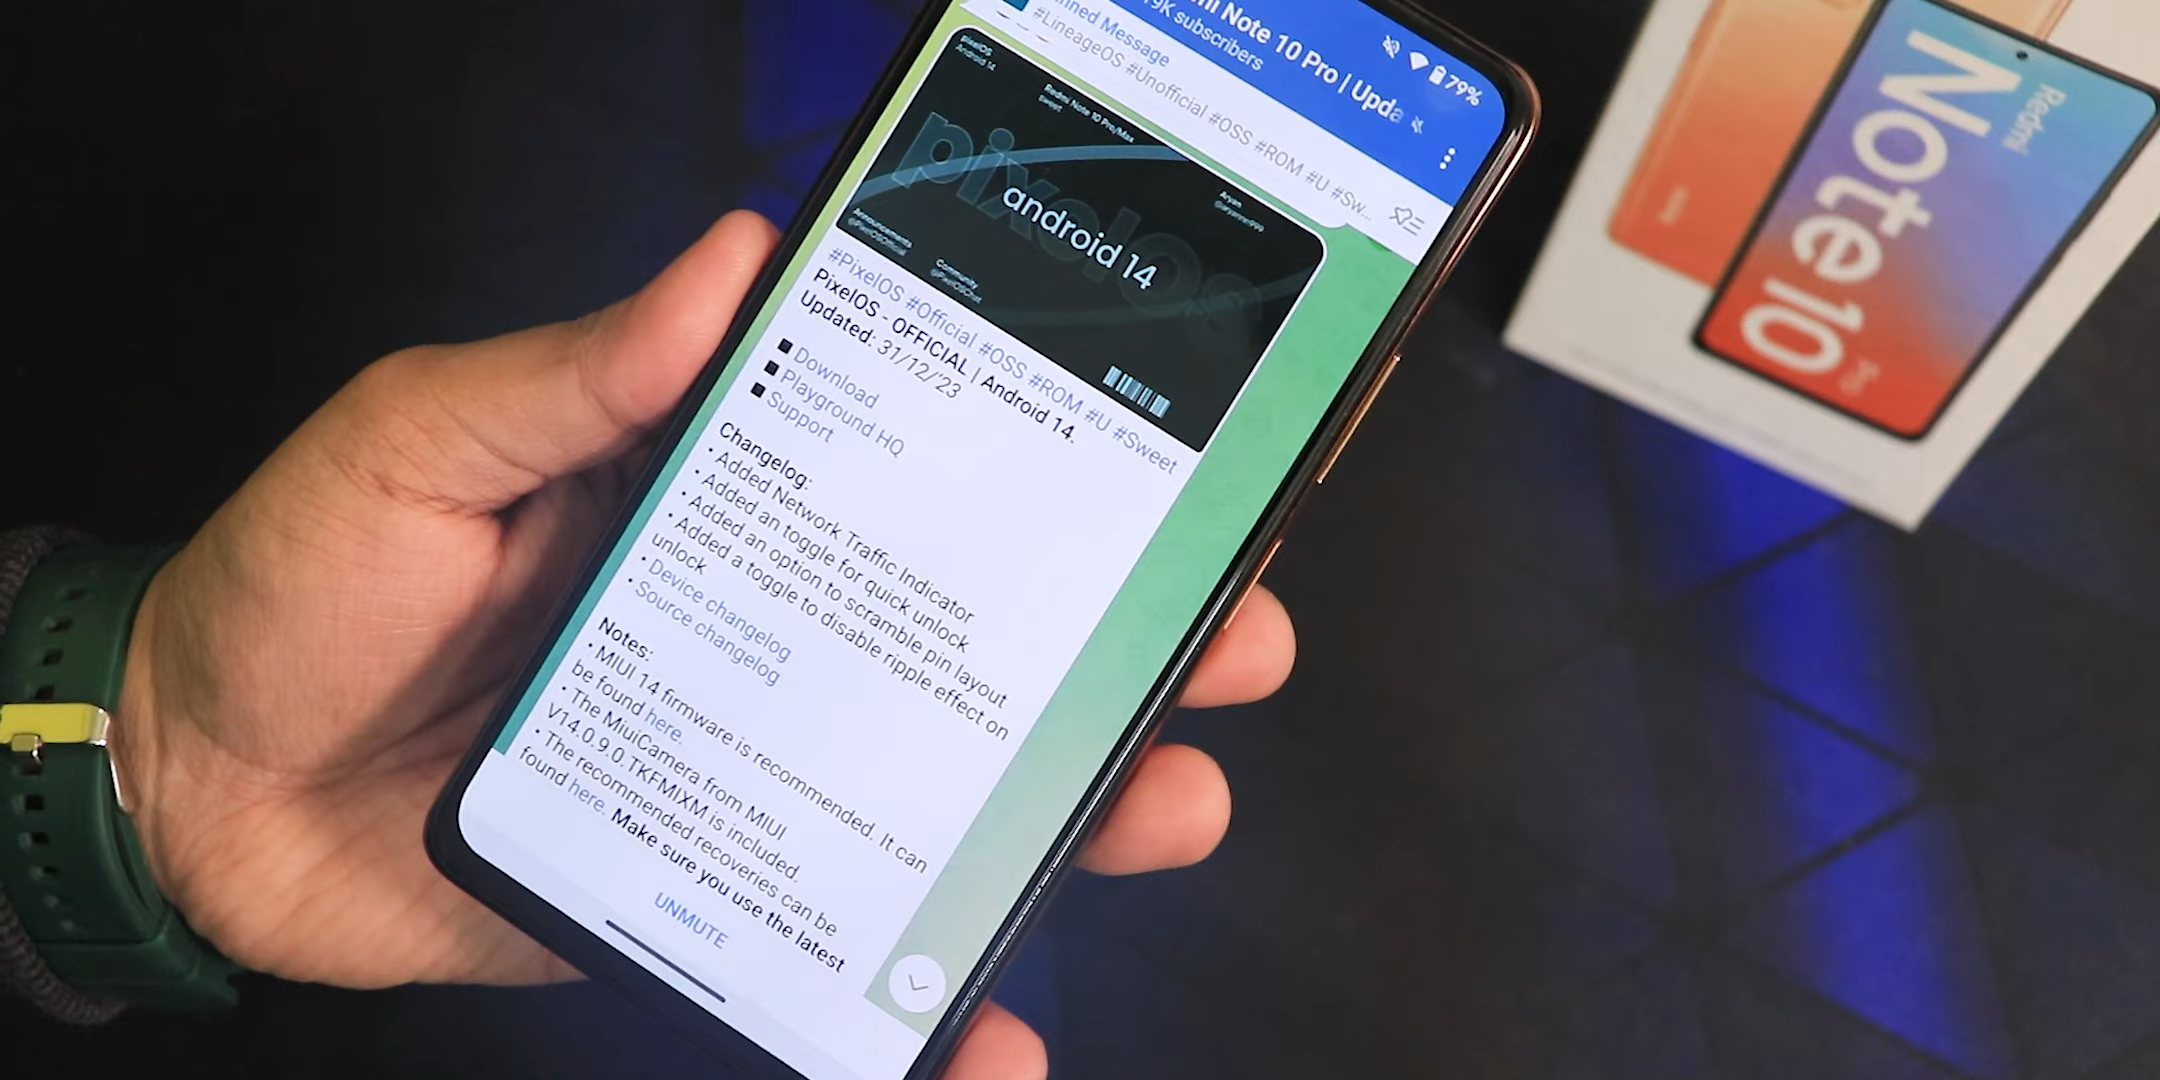 79%
mi Note 10 Pro | Upda
9K subscribers
nned Message
#LineageOS #Unofficial #OSS #ROM #U #Sw...
pixelOS
Android 14
Redmi Note 10 Pro/Max
sweet
pixelos
android 14
Aryan
Announcements
@PixelOSOfficial
Community
@PixelOSChat
#PixelOS #Official #OSS #ROM #U #Sweet
PixelOS - OFFICIAL | Android 14.
Updated: 31/12/'23
Download
Playground HQ
Support
Changelog:
• Added Network Traffic Indicator
• Added an toggle for quick unlock
• Added an option to scramble pin layout
• Added a toggle to disable ripple effect on
unlock
• Device changelog
• Source changelog
Notes:
• MIUI 14 firmware is recommended. It can
be found here.
• The MiuiCamera from MIUI
V14.0.9.0.TKFMIXM is included.
• The recommended recoveries can be
found here. Make sure you use the latest
UNMUTE
Redmi
Note 10
Pro